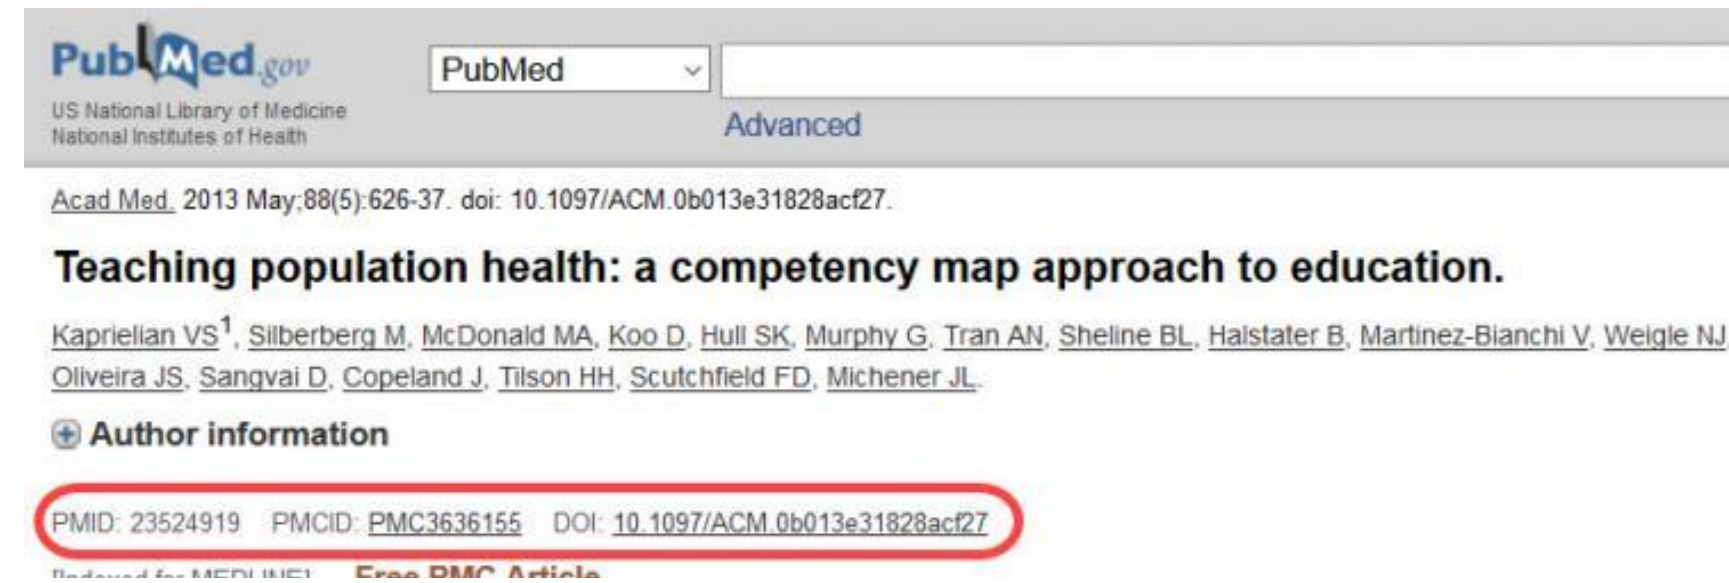 PubMed.gov
US National Library of Medicine
National Institutes of Health
PubMed
Advanced
Acad Med. 2013 May;88(5):626-37. doi: 10.1097/ACM.0b013e31828acf27.
Teaching population health: a competency map approach to education.
Kaprielian VS1, Silberberg M, McDonald MA, Koo D, Hull SK, Murphy G, Tran AN, Sheline BL, Halstater B, Martinez-Bianchi V, Weigle NJ,
Oliveira JS, Sangvai D, Copeland J, Tilson HH, Scutchfield FD, Michener JL.
Author information
PMID: 23524919 PMCID: PMC3636155 DOI: 10.1097/ACM.0b013e31828acf27
[Indexed for MEDLINE] Free PMC Article